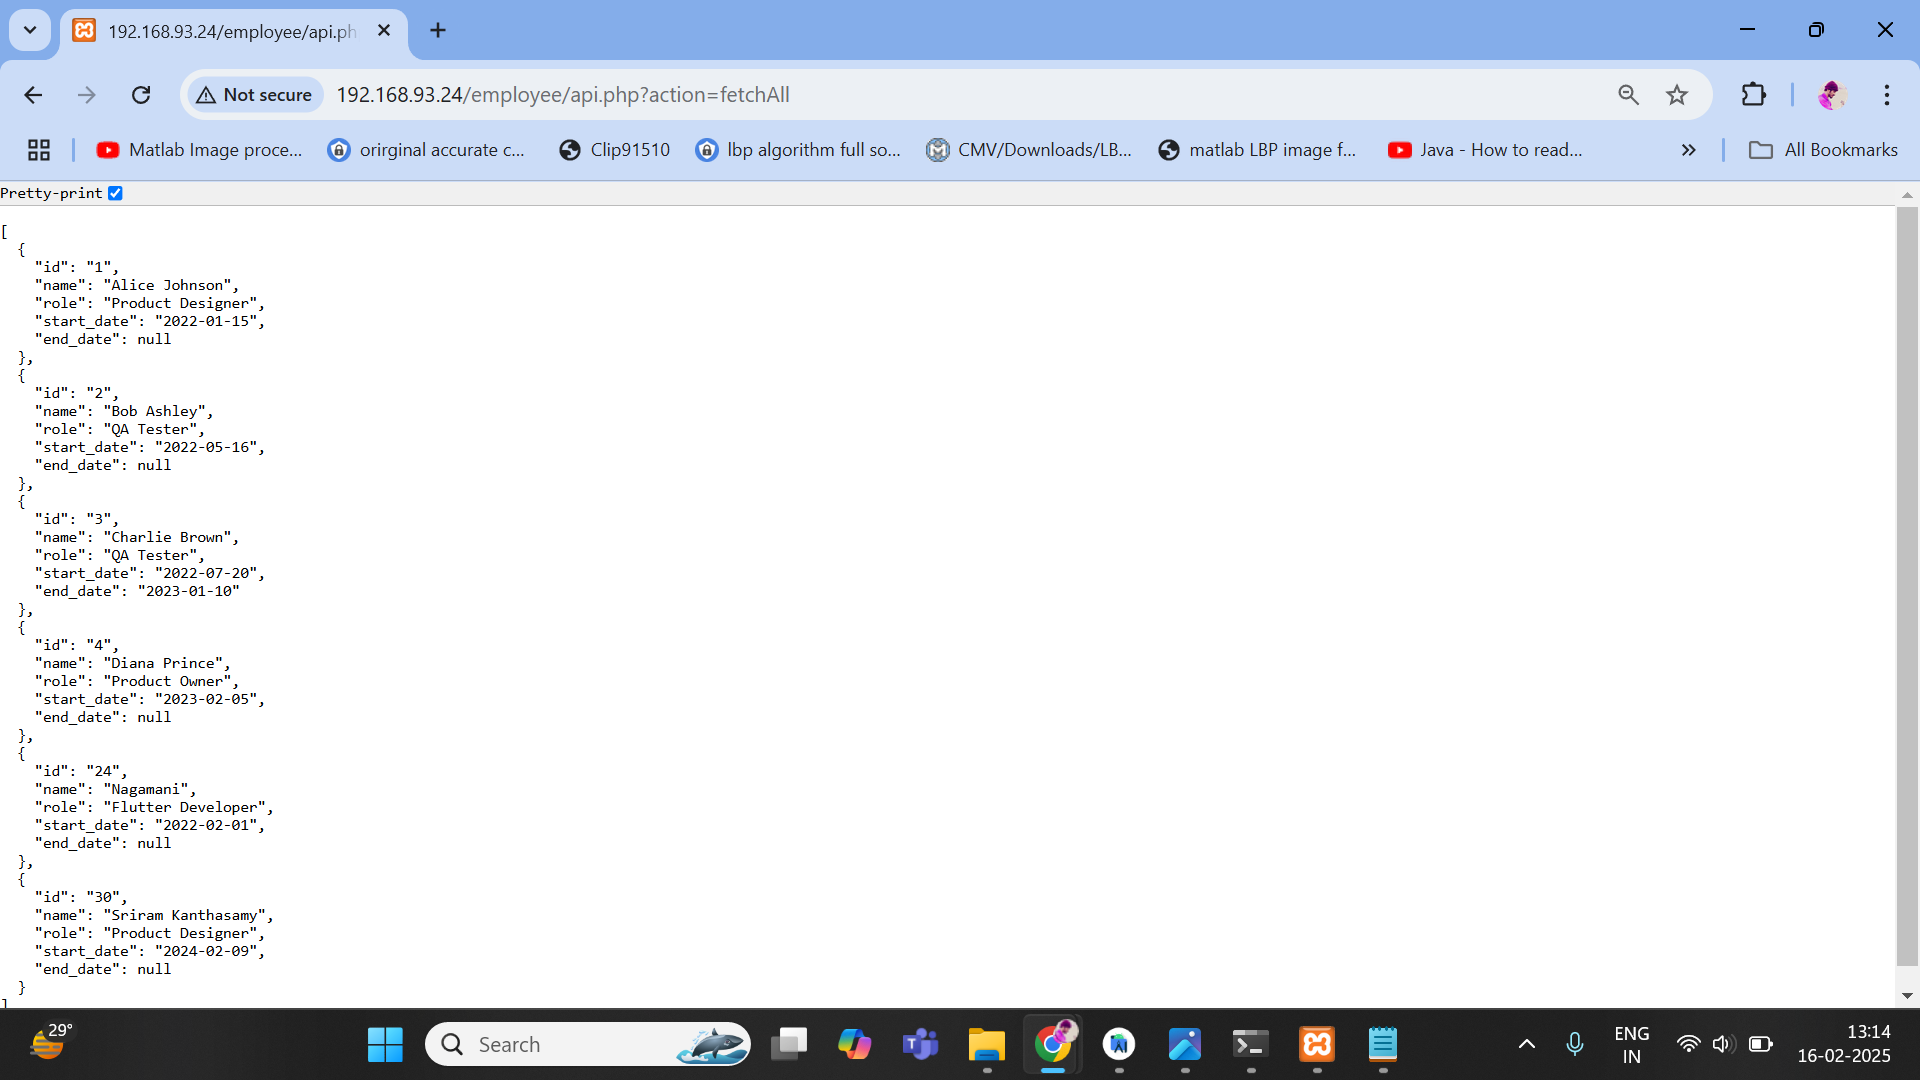 192.168.93.24/employee/api.ph
Not secure
192.168.93.24/employee/api.php?action=fetchAll
Matlab Image proce...
orirginal accurate c...
Clip91510
lbp algorithm full so...
CMV/Downloads/LB...
matlab LBP image f...
Java - How to read...
All Bookmarks
Pretty-print
[
  {
    "id": "1",
    "name": "Alice Johnson",
    "role": "Product Designer",
    "start_date": "2022-01-15",
    "end_date": null
  },
  {
    "id": "2",
    "name": "Bob Ashley",
    "role": "QA Tester",
    "start_date": "2022-05-16",
    "end_date": null
  },
  {
    "id": "3",
    "name": "Charlie Brown",
    "role": "QA Tester",
    "start_date": "2022-07-20",
    "end_date": "2023-01-10"
  },
  {
    "id": "4",
    "name": "Diana Prince",
    "role": "Product Owner",
    "start_date": "2023-02-05",
    "end_date": null
  },
  {
    "id": "24",
    "name": "Nagamani",
    "role": "Flutter Developer",
    "start_date": "2022-02-01",
    "end_date": null
  },
  {
    "id": "30",
    "name": "Sriram Kanthasamy",
    "role": "Product Designer",
    "start_date": "2024-02-09",
    "end_date": null
  }
]
29°
Search
ENG
IN
13:14
16-02-2025